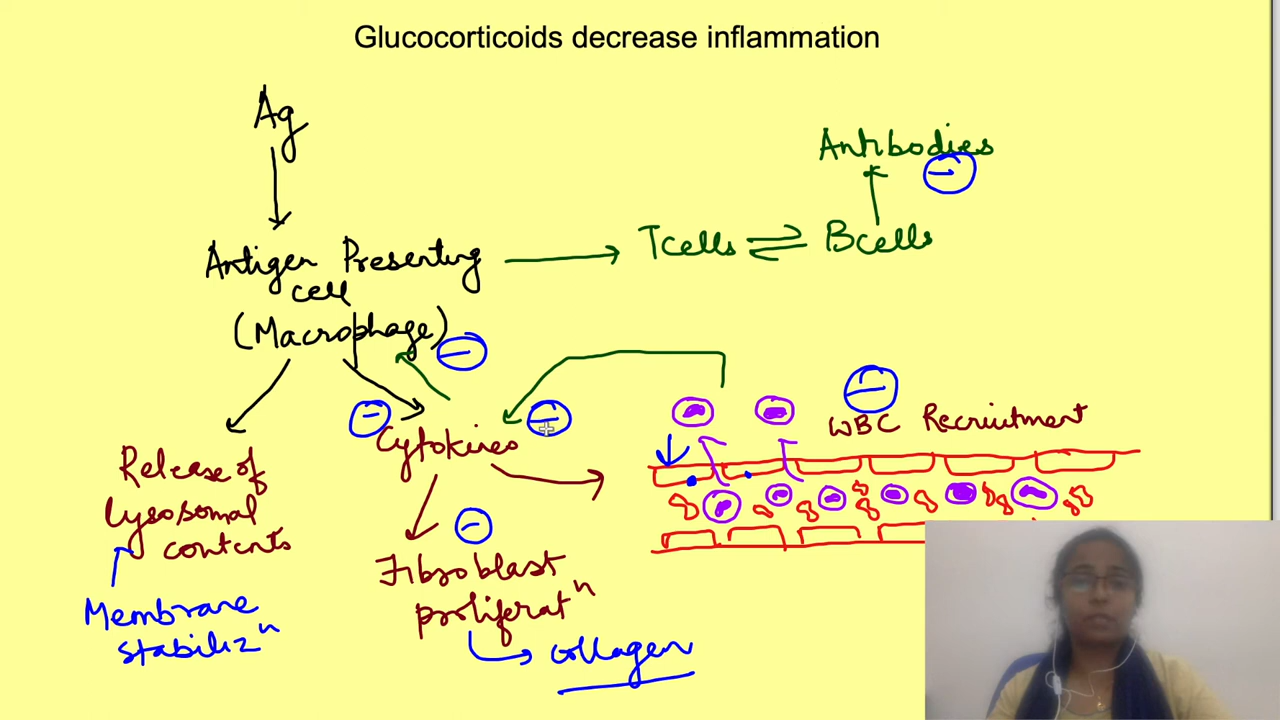 Glucocorticoids decrease inflammation
Ag
Antibodies
Antigen Presenting
cell
(Macrophage)
Tcells ⇌ Bcells
Cytokines
WBC Recruitment
Release of
lysosomal
contents
Fibroblast
proliferatⁿ
Membrane
stabilizⁿ
collagen